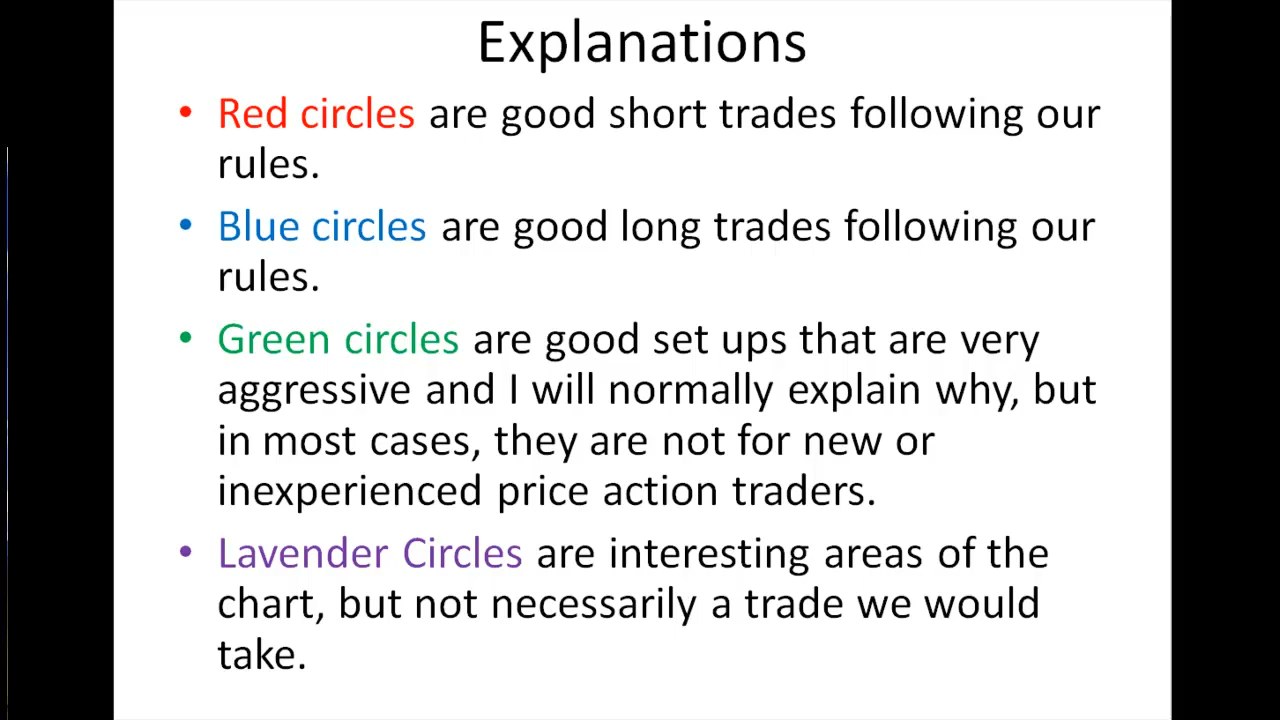 Explanations
• Red circles are good short trades following our
rules.
• Blue circles are good long trades following our
rules.
• Green circles are good set ups that are very
aggressive and I will normally explain why, but
in most cases, they are not for new or
inexperienced price action traders.
• Lavender Circles are interesting areas of the
chart, but not necessarily a trade we would
take.